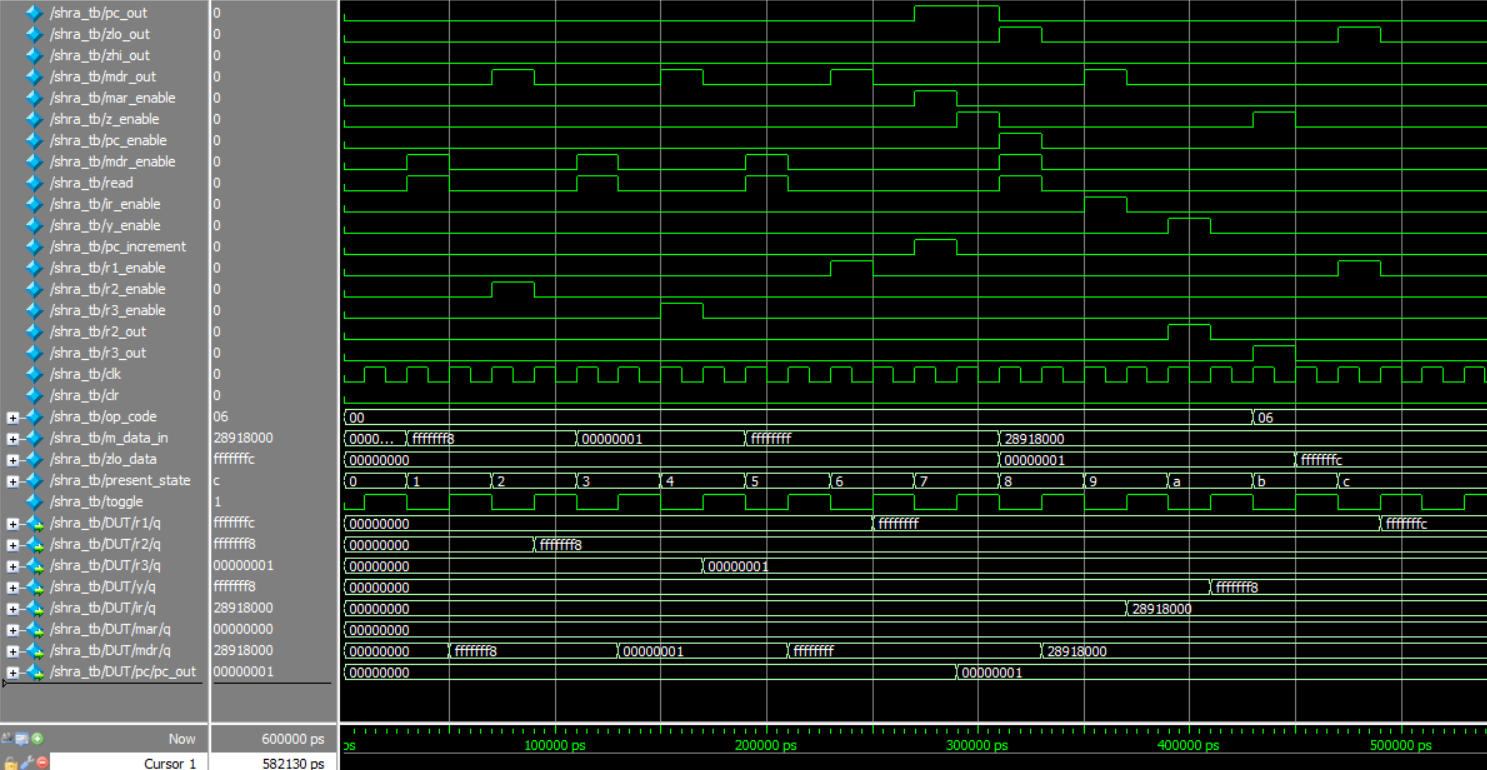 /shra_tb/pc_out 0
/shra_tb/zlo_out 0
/shra_tb/zhi_out 0
/shra_tb/mdr_out 0
/shra_tb/mar_enable 0
/shra_tb/z_enable 0
/shra_tb/pc_enable 0
/shra_tb/mdr_enable 0
/shra_tb/read 0
/shra_tb/ir_enable 0
/shra_tb/y_enable 0
/shra_tb/pc_increment 0
/shra_tb/r1_enable 0
/shra_tb/r2_enable 0
/shra_tb/r3_enable 0
/shra_tb/r2_out 0
/shra_tb/r3_out 0
/shra_tb/clk 0
/shra_tb/clr 0
/shra_tb/op_code 06 00 06
/shra_tb/m_data_in 28918000 0000... fffffff8 00000001 ffffffff 28918000
/shra_tb/zlo_data fffffffc 00000000 00000001 fffffffc
/shra_tb/present_state c 0 1 2 3 4 5 6 7 8 9 a b c
/shra_tb/toggle 1
/shra_tb/DUT/r1/q fffffffc 00000000 ffffffff fffffffc
/shra_tb/DUT/r2/q fffffff8 00000000 fffffff8
/shra_tb/DUT/r3/q 00000001 00000000 00000001
/shra_tb/DUT/y/q fffffff8 00000000 fffffff8
/shra_tb/DUT/ir/q 28918000 00000000 28918000
/shra_tb/DUT/mar/q 00000000 00000000
/shra_tb/DUT/mdr/q 28918000 00000000 fffffff8 00000001 ffffffff 28918000
/shra_tb/DUT/pc/pc_out 00000001 00000000 00000001
Now 600000 ps ps 100000 ps 200000 ps 300000 ps 400000 ps 500000 ps
Cursor 1 582130 ps